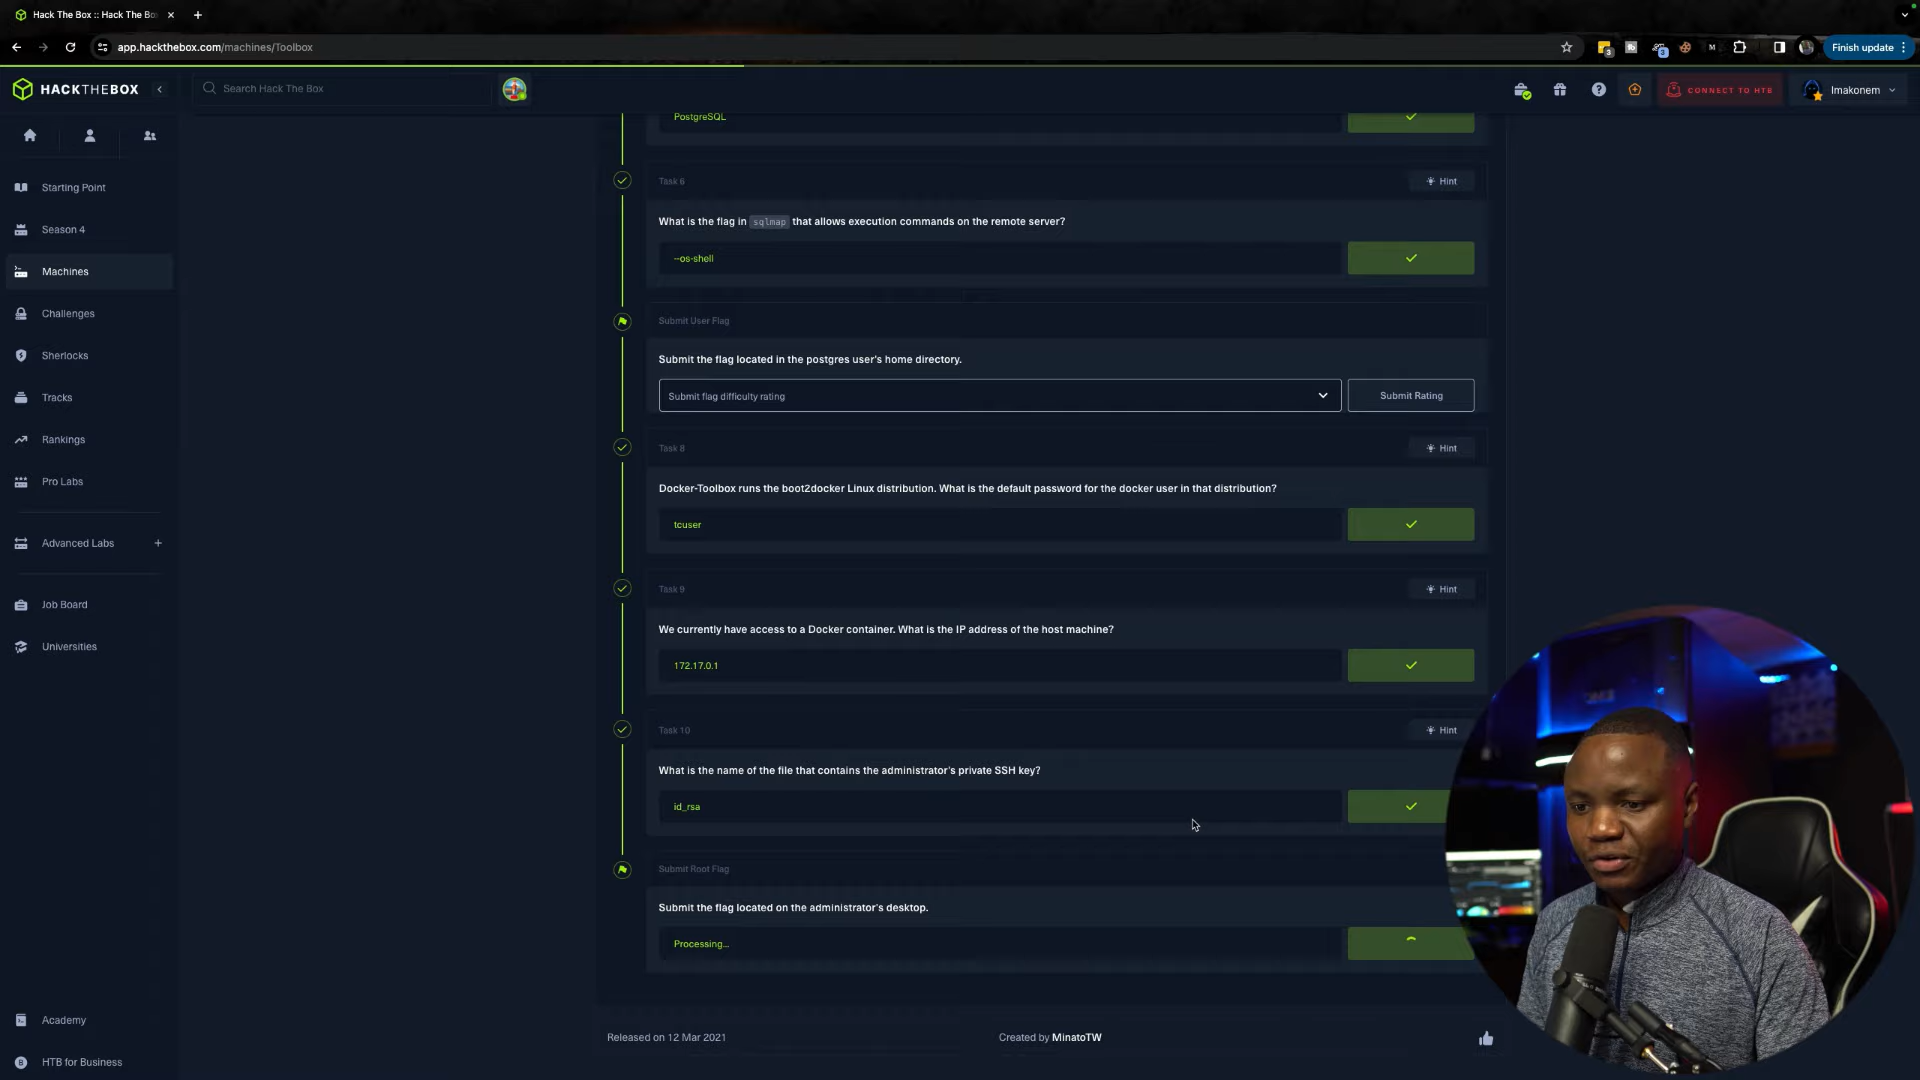 Hack The Box :: Hack The Bo
app.hackthebox.com/machines/Toolbox
Finish update
HACKTHEBOX
Search Hack The Box
CONNECT TO HTB
Imakonem
Starting Point
Season 4
Machines
Challenges
Sherlocks
Tracks
Rankings
Pro Labs
Advanced Labs
Job Board
Universities
Academy
HTB for Business
PostgreSQL
Task 6
Hint
What is the flag in sqlmap that allows execution commands on the remote server?
--os-shell
Submit User Flag
Submit the flag located in the postgres user's home directory.
Submit flag difficulty rating
Submit Rating
Task 8
Hint
Docker-Toolbox runs the boot2docker Linux distribution. What is the default password for the docker user in that distribution?
tcuser
Task 9
Hint
We currently have access to a Docker container. What is the IP address of the host machine?
172.17.0.1
Task 10
Hint
What is the name of the file that contains the administrator's private SSH key?
id_rsa
Submit Root Flag
Submit the flag located on the administrator's desktop.
Processing...
Released on 12 Mar 2021
Created by MinatoTW